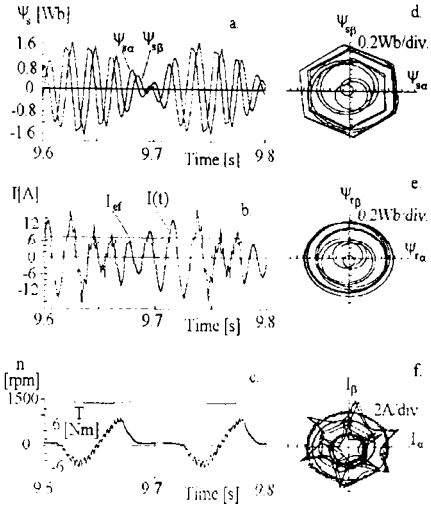 Ψs [Wb]
a.
1.6
0.8
0
-0.8
-1.6
Ψsα
Ψsβ
9.6
9.7
9.8
Time [s]
d.
Ψsβ
0.2Wb/div.
Ψsα
I[A]
b.
12
6
0
-6
-12
Ief
I(t)
9.6
9.7
9.8
Time [s]
e.
Ψrβ
0.2Wb/div.
Ψrα
n
[rpm]
c.
1500
T
6 [Nm]
0
-6
9.7
9.8
Time [s]
f.
Iβ
2A/div
Iα